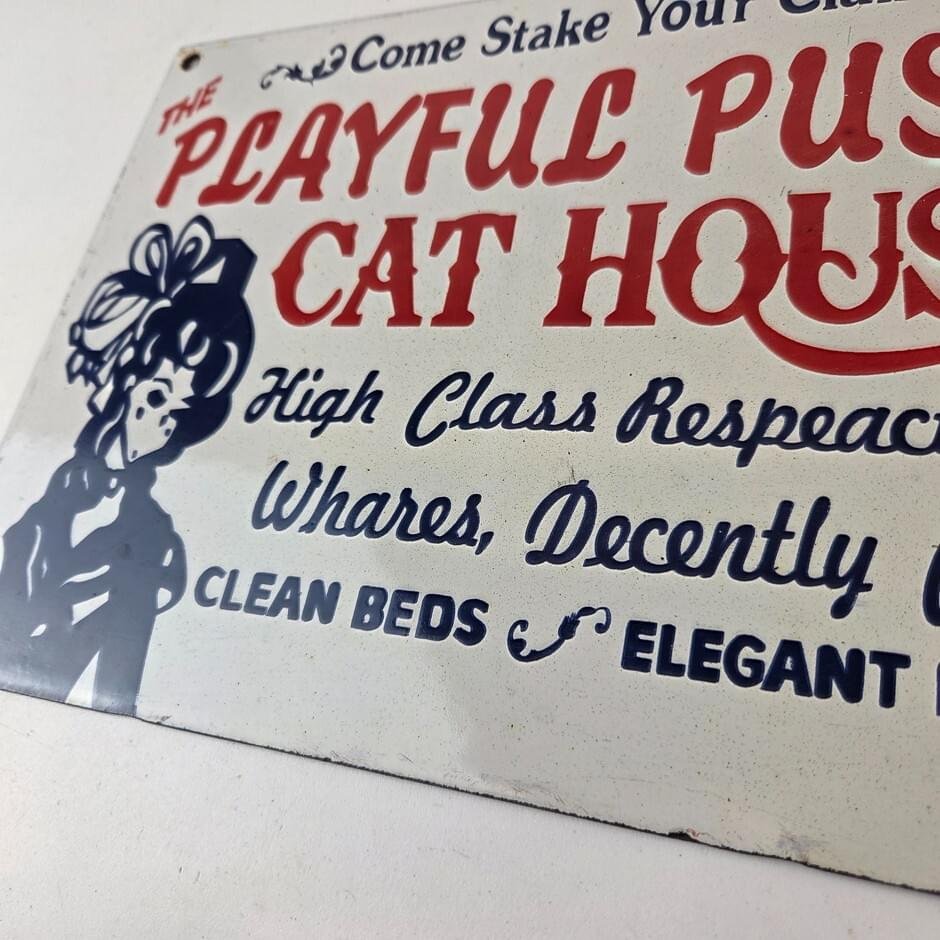 Come Stake Your
THE
PLAYFUL
CAT
High Class
Whares, Decently
CLEAN BEDS ELEGANT